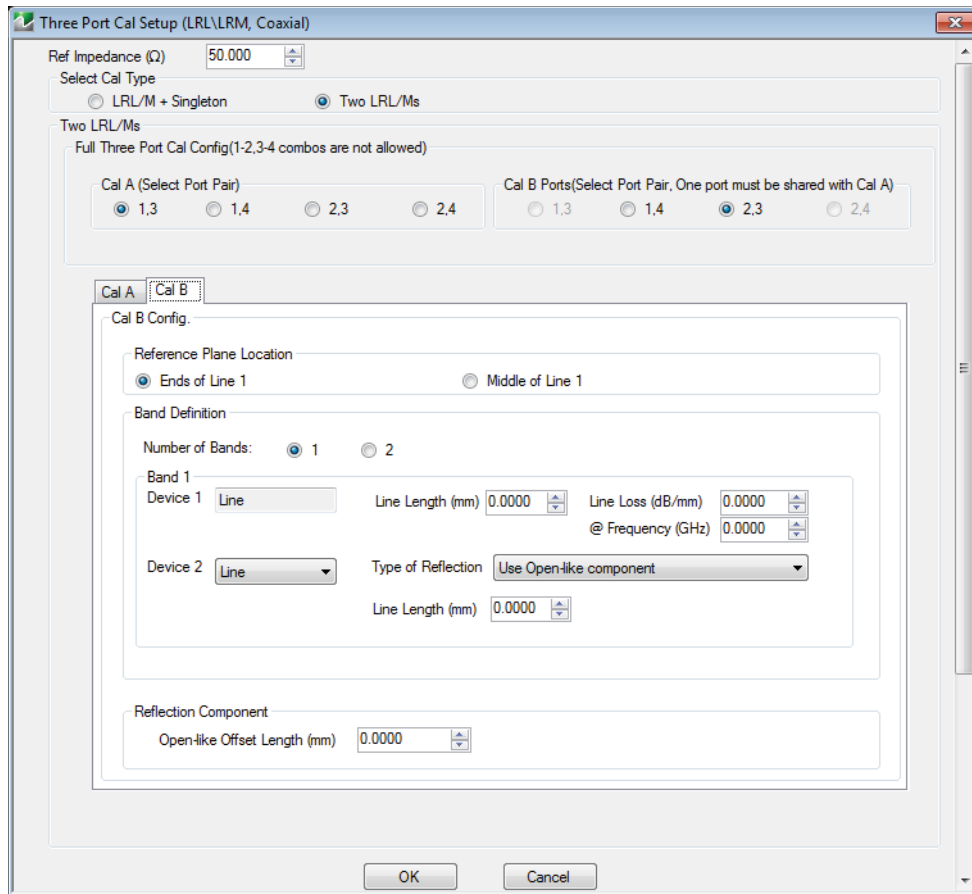 Three Port Cal Setup (LRL\LRM, Coaxial)
Ref Impedance (Ω) 50.000
Select Cal Type
LRL/M + Singleton Two LRL/Ms
Two LRL/Ms
Full Three Port Cal Config(1-2,3-4 combos are not allowed)
Cal A (Select Port Pair) Cal B Ports(Select Port Pair, One port must be shared with Cal A)
1,3 1,4 2,3 2,4 1,3 1,4 2,3 2,4
Cal A Cal B
Cal B Config.
Reference Plane Location
Ends of Line 1 Middle of Line 1
Band Definition
Number of Bands: 1 2
Band 1
Device 1 Line Line Length (mm) 0.0000 Line Loss (dB/mm) 0.0000
@ Frequency (GHz) 0.0000
Device 2 Line Type of Reflection Use Open-like component
Line Length (mm) 0.0000
Reflection Component
Open-like Offset Length (mm) 0.0000
OK Cancel